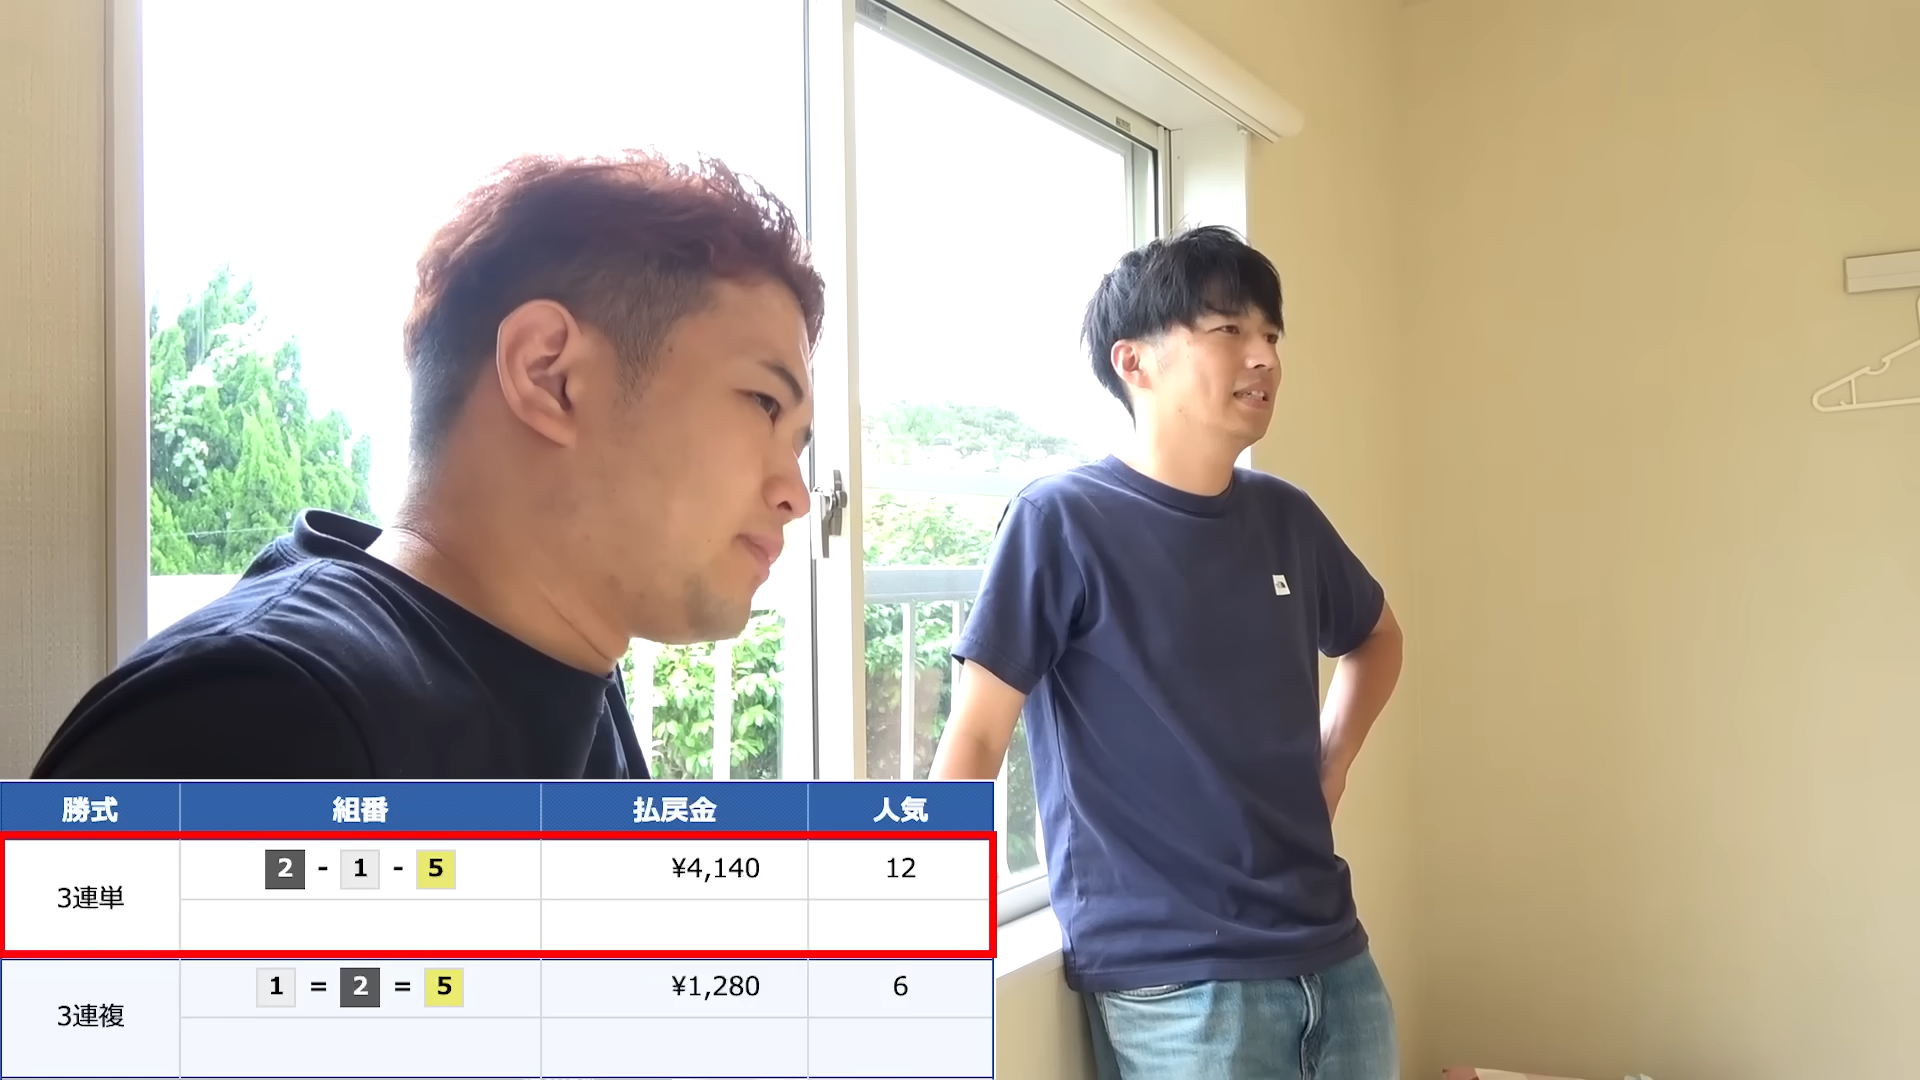 勝式 組番 払戻金 人気
3連単 2 - 1 - 5 ¥4,140 12
3連複 1 = 2 = 5 ¥1,280 6